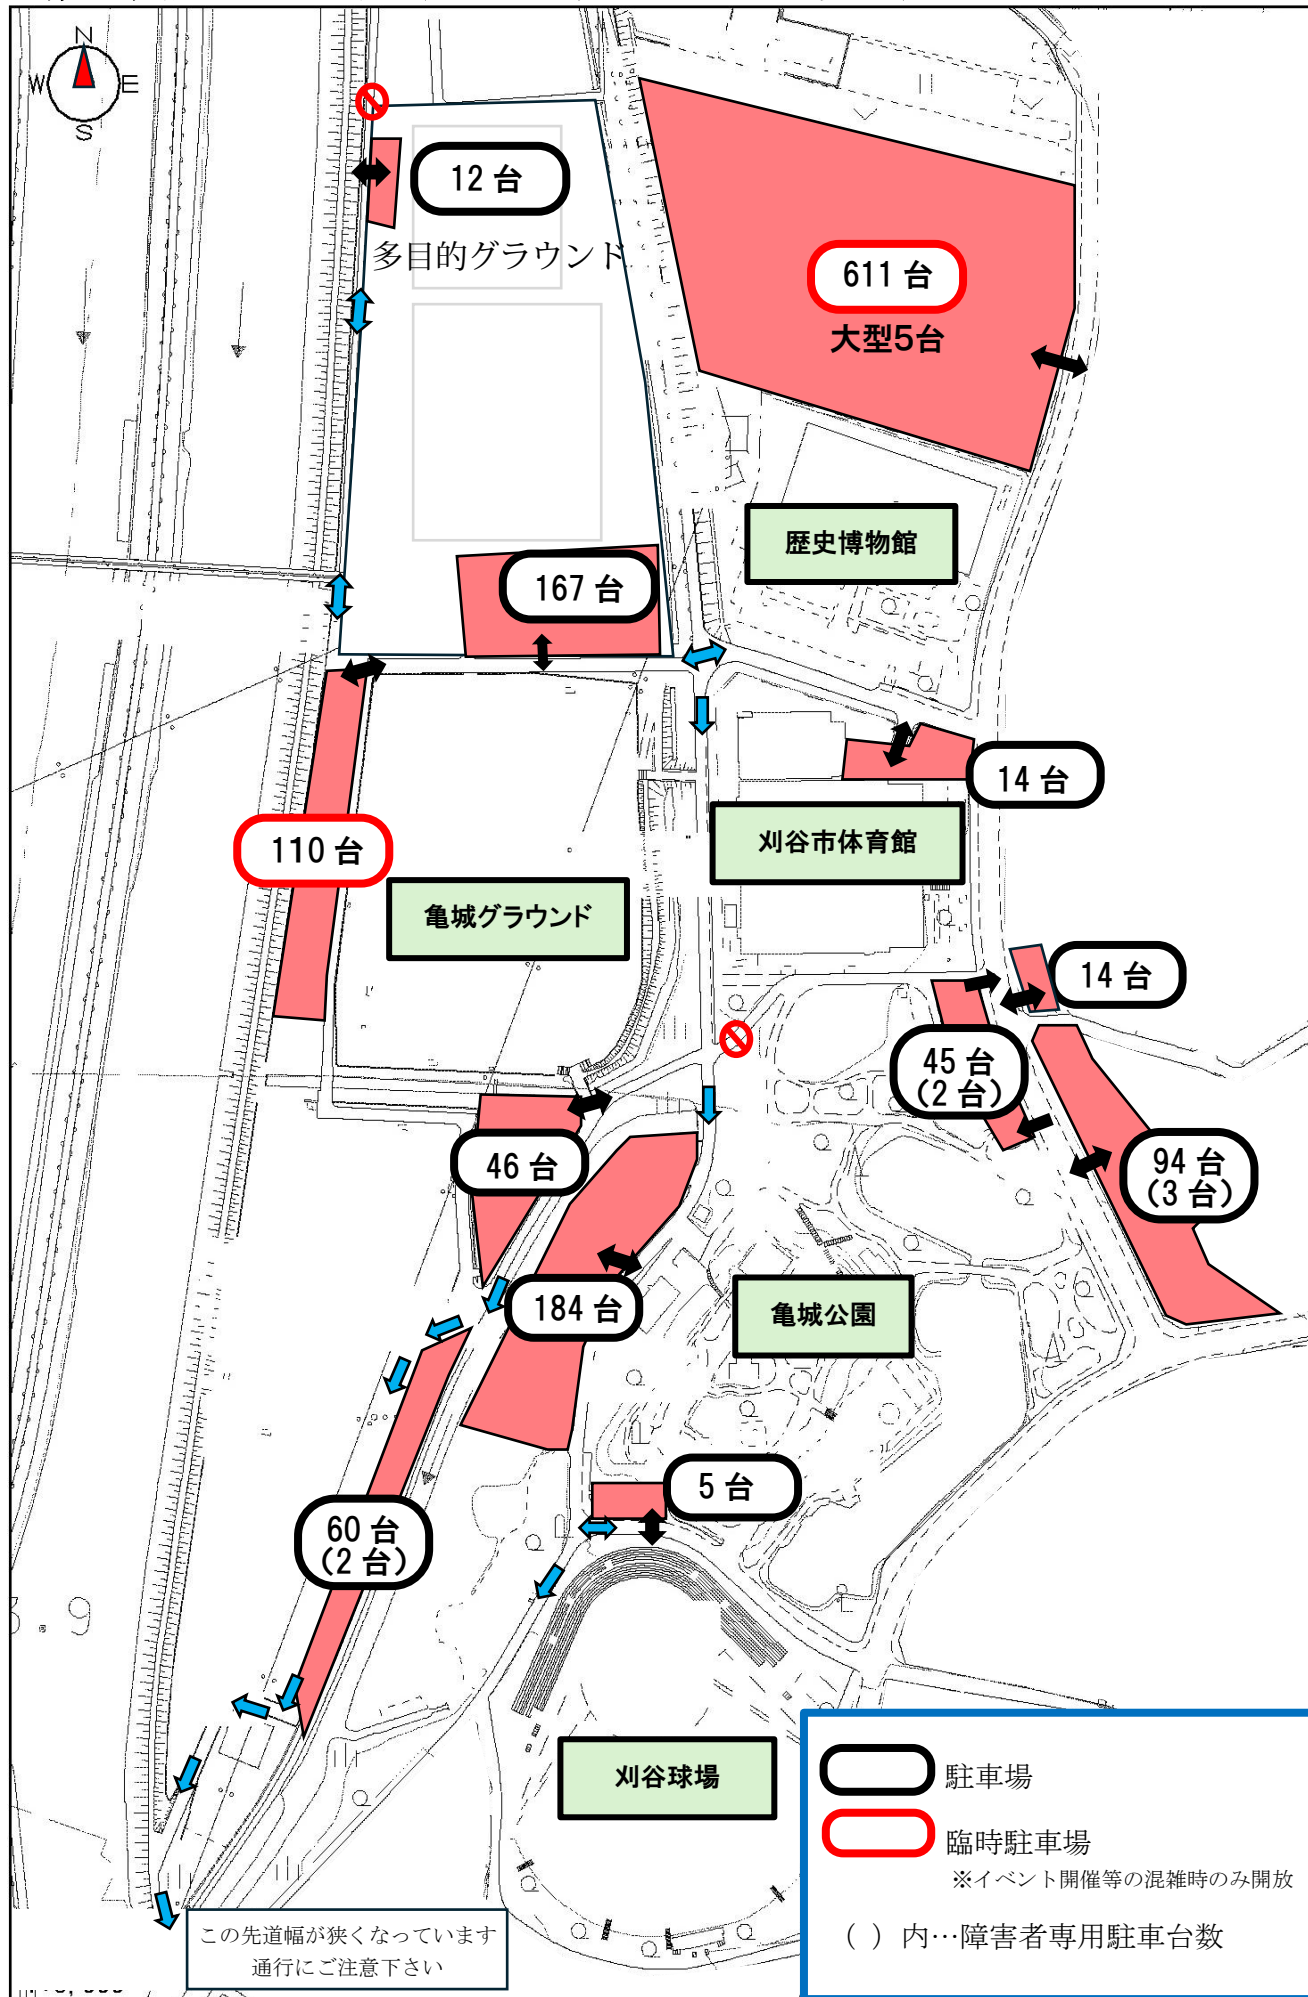 N
W
E
S
12台
多目的グラウンド
611台
大型5台
歴史博物館
167台
14台
刈谷市体育館
110台
亀城グラウンド
14台
45台
(2台)
94台
(3台)
46台
184台
亀城公園
5台
60台
(2台)
3.9
刈谷球場
駐車場
臨時駐車場
※イベント開催等の混雑時のみ開放
( )内…障害者専用駐車台数
この先道幅が狭くなっています
通行にご注意下さい